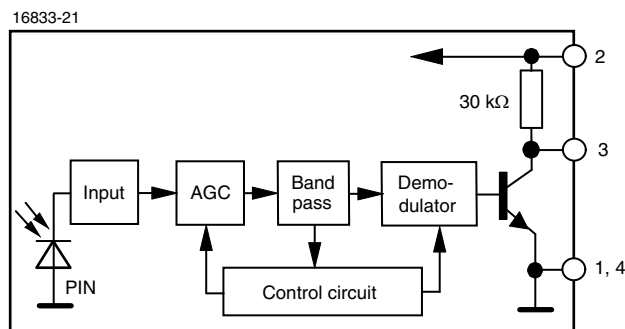 16833-21
2
30 kΩ
3
Input
AGC
Band
pass
Demo-
dulator
1, 4
PIN
Control circuit